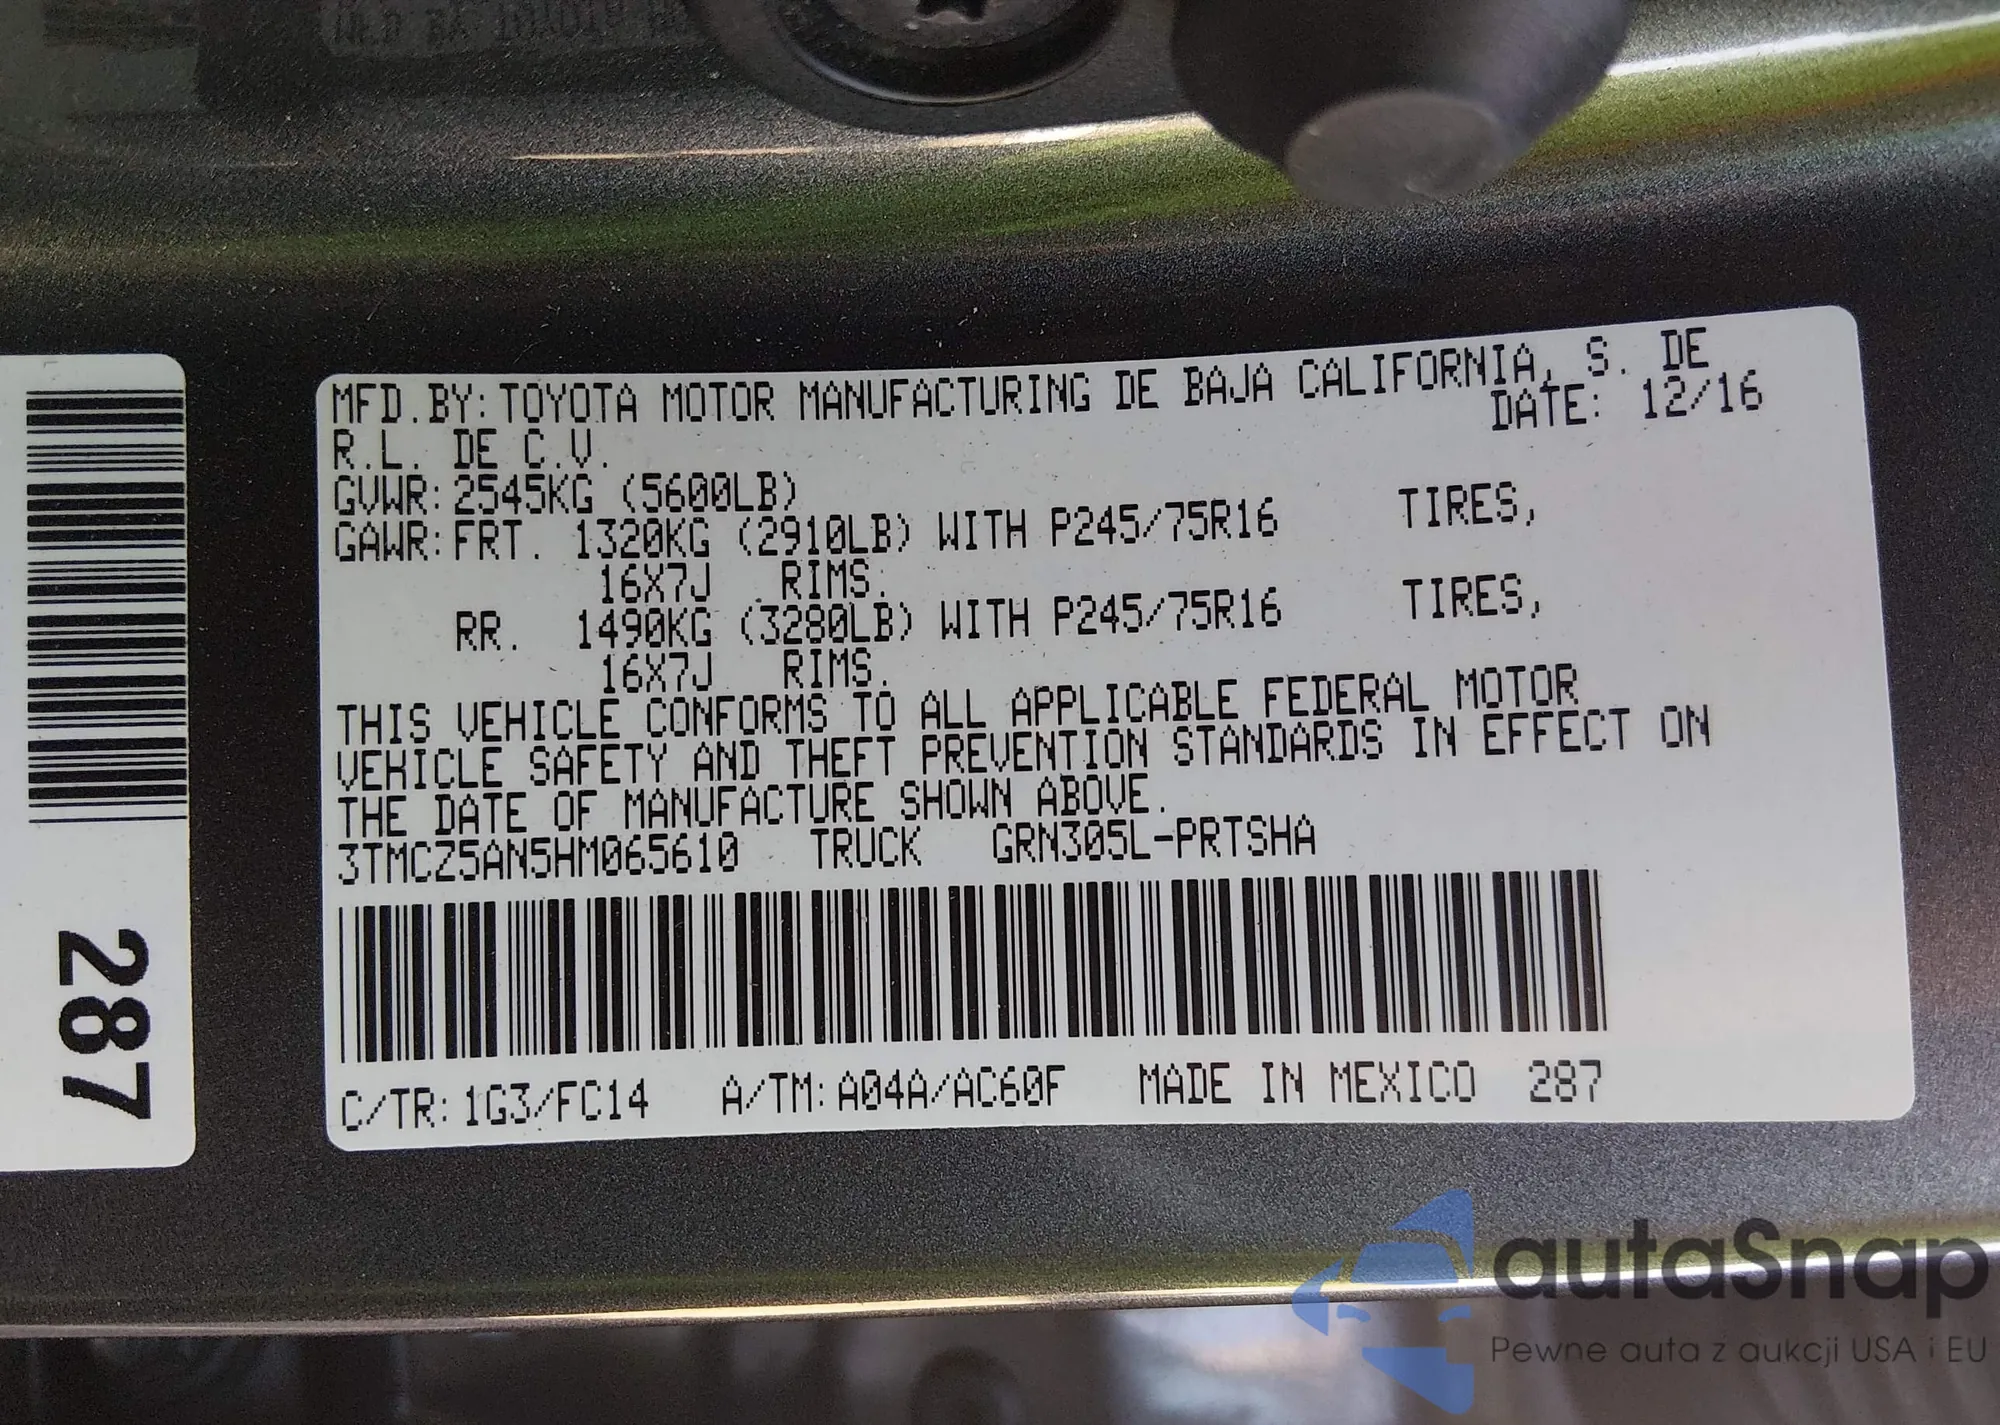 MFD.BY:TOYOTA MOTOR MANUFACTURING DE BAJA CALIFORNIA, S. DE
R.L. DE C.V. DATE: 12/16
GVWR:2545KG (5600LB)
GAWR:FRT. 1320KG (2910LB) WITH P245/75R16 TIRES,
16X7J RIMS.
RR. 1490KG (3280LB) WITH P245/75R16 TIRES,
16X7J RIMS.
THIS VEHICLE CONFORMS TO ALL APPLICABLE FEDERAL MOTOR
VEHICLE SAFETY AND THEFT PREVENTION STANDARDS IN EFFECT ON
THE DATE OF MANUFACTURE SHOWN ABOVE.
3TMCZ5AN5HM065610 TRUCK GRN305L-PRTSHA
C/TR:1G3/FC14 A/TM:A04A/AC60F MADE IN MEXICO 287
287
autaSnap
Pewne auta z aukcji USA i EU